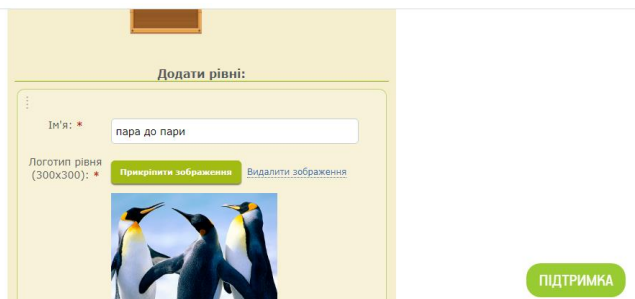 Додати рівні:
Ім'я: *
пара до пари
Логотип рівня
(300x300): *
Прикріпити зображення
Видалити зображення
ПІДТРИМКА